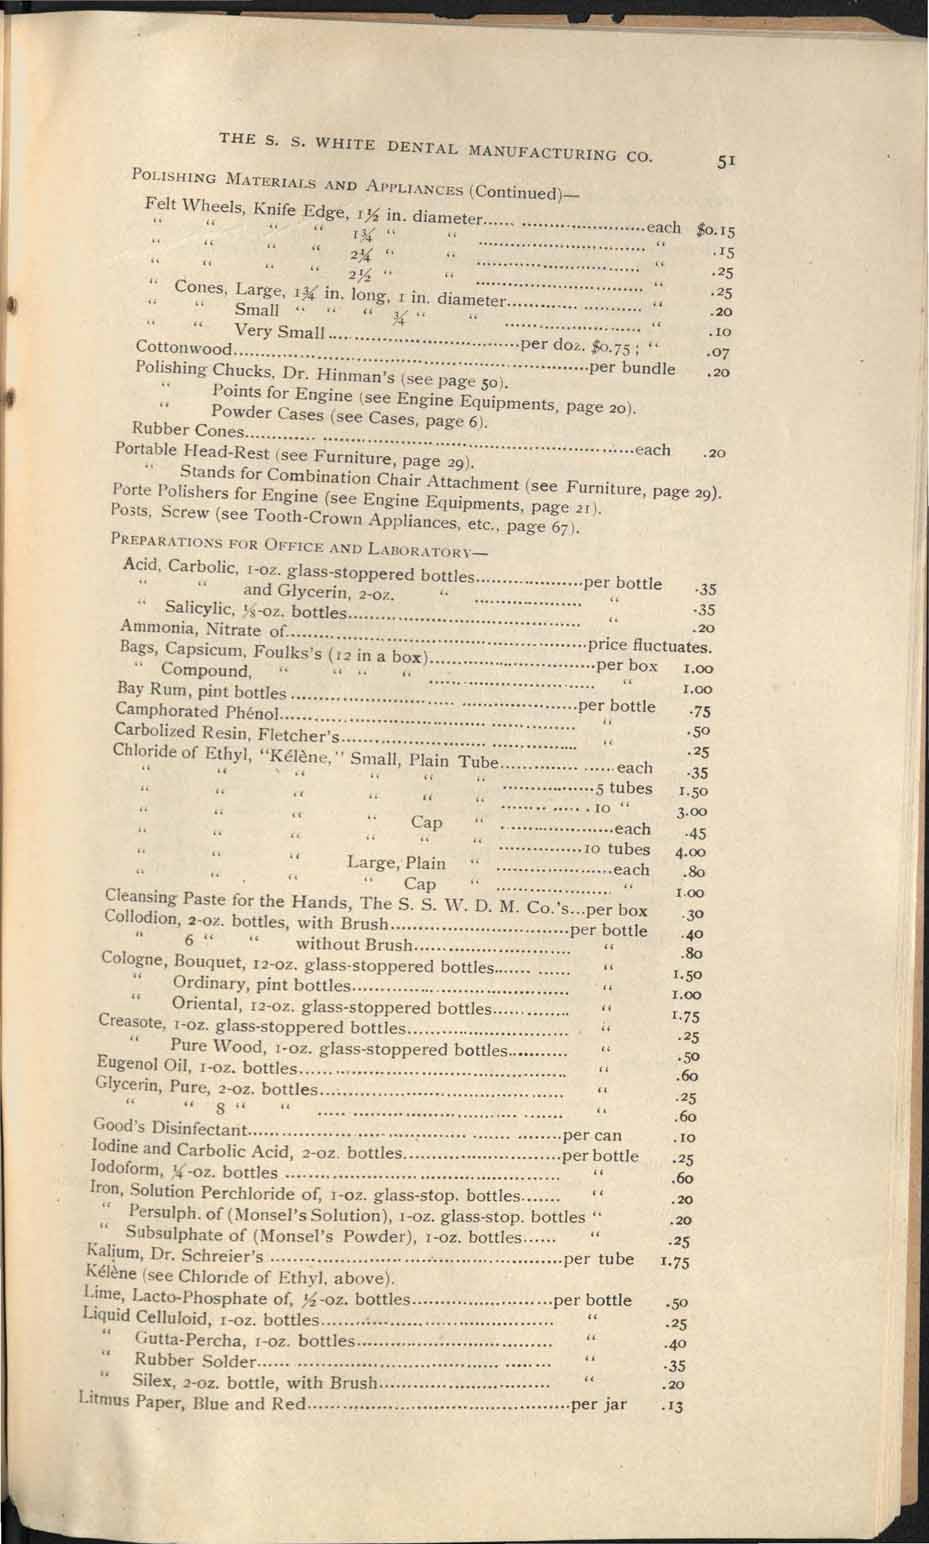 THE S. S. WHITE DENTAL MANUFACTURING CO. 51
POLISHING MATERIALS AND APPLIANCES (Continued)—
Felt Wheels, Knife Edge, 1½ in. diameter...... ........................each $0.15
“ “ “ “ 1¾ “ “ ................................ “ .15
“ “ “ “ 2¼ “ “ ................................ “ .25
“ “ “ “ 2½ “ “ ................................ “ .25
“ Cones, Large, 1¾ in. long, 1 in. diameter............. ........... “ .20
“ “ Small “ “ “ ¾ “ “ .......................... “ .10
“ “ Very Small..................................per doz. $0.75; “ .07
Cottonwood................................................................per bundle .20
Polishing Chucks, Dr. Hinman's (see page 50).
“ Points for Engine (see Engine Equipments, page 20).
“ Powder Cases (see Cases, page 6).
Rubber Cones............. .........................................................each .20
Portable Head-Rest (see Furniture, page 29).
“ Stands for Combination Chair Attachment (see Furniture, page 29).
Porte Polishers for Engine (see Engine Equipments, page 21).
Posts, Screw (see Tooth-Crown Appliances, etc., page 67).
PREPARATIONS FOR OFFICE AND LABORATORY—
Acid, Carbolic, 1-oz. glass-stoppered bottles....................per bottle .35
“ “ and Glycerin, 2-oz. “ .................... “ .35
“ Salicylic, ⅛-oz. bottles........................................ “ .20
Ammonia, Nitrate of.........................................................price fluctuates.
Bags, Capsicum, Foulks's (12 in a box)...............................per box 1.00
“ Compound, “ “ “ “ .......................... “ 1.00
Bay Rum, pint bottles ...................................................per bottle .75
Camphorated Phénol...................................................... “ .50
Carbolized Resin, Fletcher's............................................ “ .25
Chloride of Ethyl, “Kélène,” Small, Plain Tube.................... each .35
“ “ “ “ “ “ .................5 tubes 1.50
“ “ “ “ “ “ ................. 10 “ 3.00
“ “ “ “ Cap “ .....................each .45
“ “ “ “ “ “ ................10 tubes 4.00
“ “ “ Large, Plain “ .....................each .80
“ “ “ “ Cap “ ..................... “ 1.00
Cleansing Paste for the Hands, The S. S. W. D. M. Co.'s...per box .30
Collodion, 2-oz. bottles, with Brush...............................per bottle .40
“ 6 “ “ without Brush........................... “ .80
Cologne, Bouquet, 12-oz. glass-stoppered bottles....... ...... “ 1.50
“ Ordinary, pint bottles..................................... “ 1.00
“ Oriental, 12-oz. glass-stoppered bottles.............. “ 1.75
Creasote, 1-oz. glass-stoppered bottles........................... “ .25
“ Pure Wood, 1-oz. glass-stoppered bottles........... “ .50
Eugenol Oil, 1-oz. bottles............................................. “ .60
Glycerin, Pure, 2-oz. bottles......................................... “ .25
“ “ 8 “ “ ..................................... “ .60
Good's Disinfectant.....................................................per can .10
Iodine and Carbolic Acid, 2-oz. bottles...........................per bottle .25
Iodoform, ¼-oz. bottles ............................................... “ .60
Iron, Solution Perchloride of, 1-oz. glass-stop. bottles....... “ .20
“ Persulph. of (Monsel's Solution), 1-oz. glass-stop. bottles “ .20
“ Subsulphate of (Monsel's Powder), 1-oz. bottles...... “ .25
Kalium, Dr. Schreier's ..................................................per tube 1.75
Kélène (see Chloride of Ethyl, above).
Lime, Lacto-Phosphate of, ½-oz. bottles.........................per bottle .50
Liquid Celluloid, 1-oz. bottles........................................ “ .25
“ Gutta-Percha, 1-oz. bottles.................................. “ .40
“ Rubber Solder...... ............................. ........ “ .35
“ Silex, 2-oz. bottle, with Brush............................. “ .20
Litmus Paper, Blue and Red............................................per jar .13